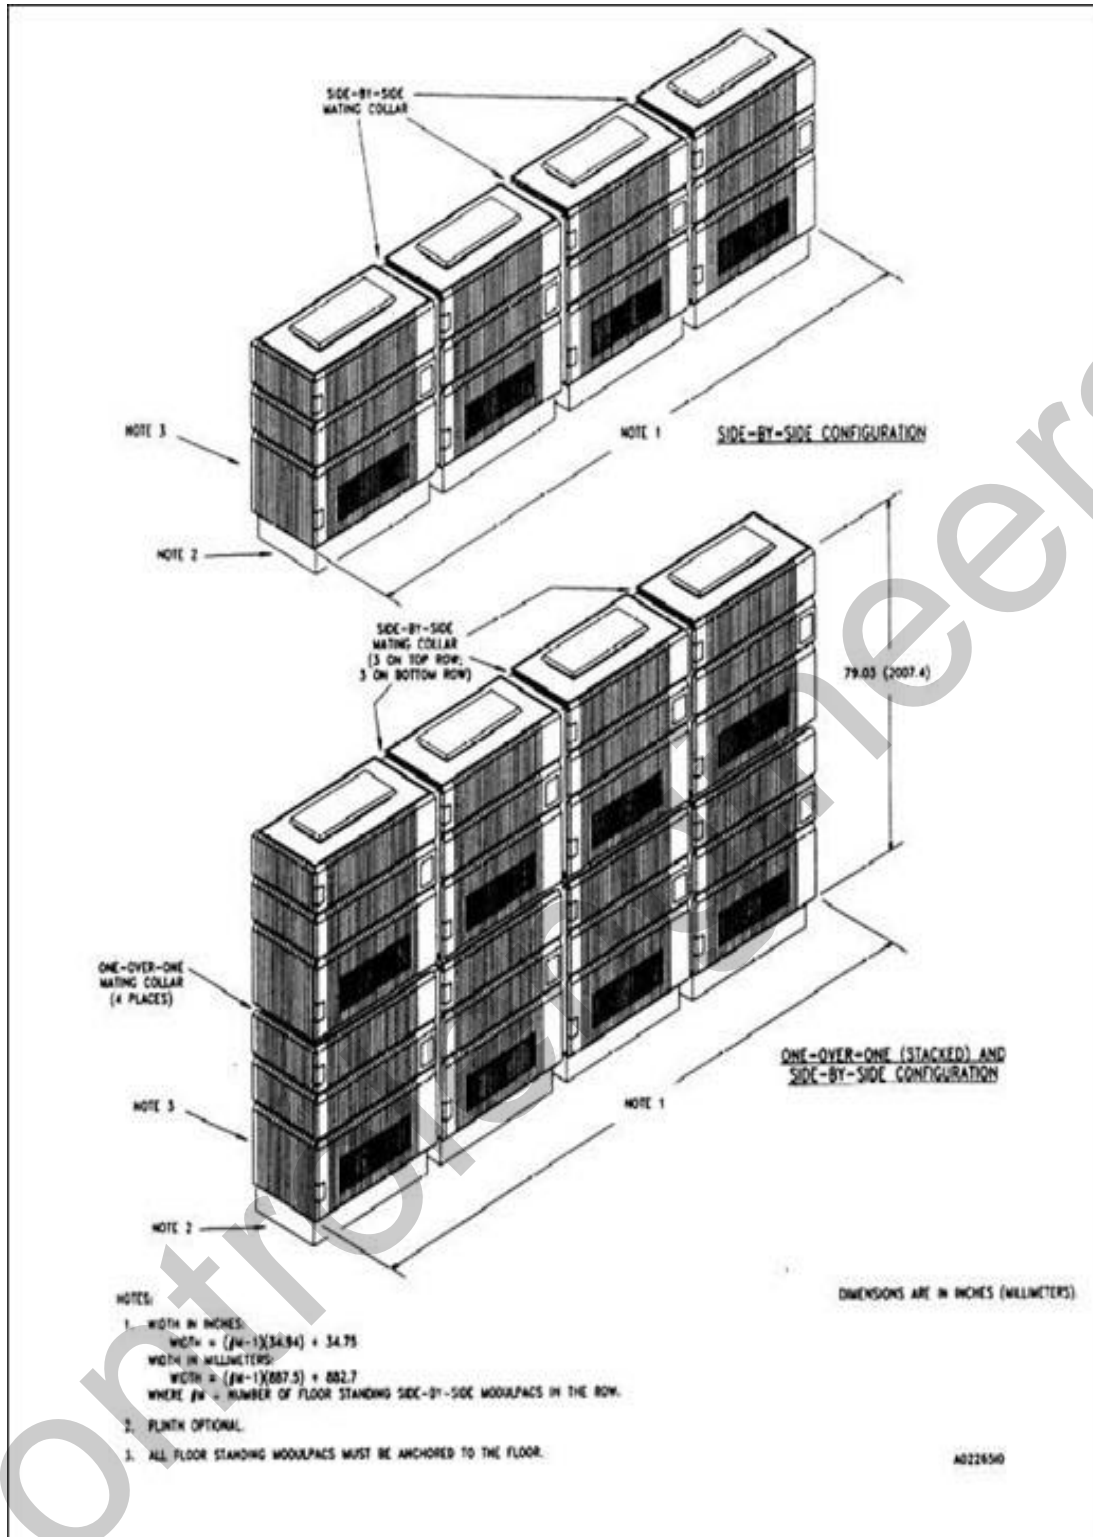 SIDE-BY-SIDE
MATING COLLAR
NOTE 3
NOTE 1
SIDE-BY-SIDE CONFIGURATION
NOTE 2
SIDE-BY-SIDE
MATING COLLAR
(3 ON TOP ROW;
3 ON BOTTOM ROW)
79.03 (2007.4)
ONE-OVER-ONE
MATING COLLAR
(4 PLACES)
ONE-OVER-ONE (STACKED) AND
SIDE-BY-SIDE CONFIGURATION
NOTE 3
NOTE 1
NOTE 2
NOTES:
DIMENSIONS ARE IN INCHES (MILLIMETERS)
1. WIDTH IN INCHES:
WIDTH = (#M-1)(34.94) + 34.75
WIDTH IN MILLIMETERS:
WIDTH = (#M-1)(887.5) + 882.7
WHERE #M = NUMBER OF FLOOR STANDING SIDE-BY-SIDE MODULPACS IN THE ROW.
2. PLINTH OPTIONAL.
3. ALL FLOOR STANDING MODULPACS MUST BE ANCHORED TO THE FLOOR.